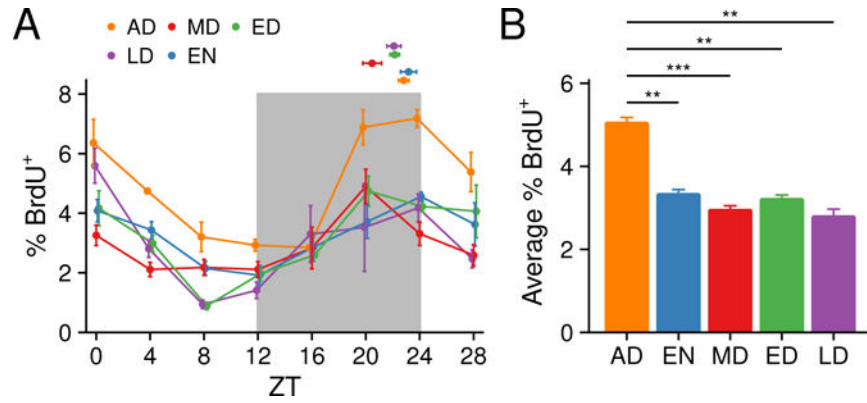 A
AD MD ED
LD EN
% BrdU+
8
6
4
2
0
0 4 8 12 16 20 24 28
ZT
B
**
**
***
**
Average % BrdU+
6
4
2
0
AD EN MD ED LD